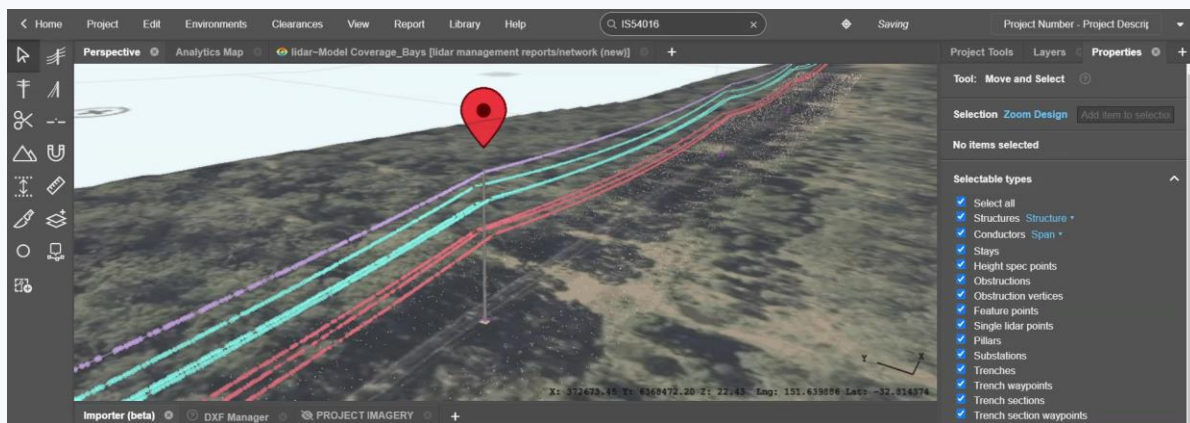 Home Project Edit Environments Clearances View Report Library Help IS54016 × Saving Project Number - Project Descrip
Perspective Analytics Map lidar~Model Coverage_Bays [lidar management reports/network (new)] + Project Tools Layers Properties +
Tool: Move and Select
Selection Zoom Design Add item to selection
No items selected
Selectable types
Select all
Structures Structure
Conductors Span
Stays
Height spec points
Obstructions
Obstruction vertices
Feature points
Single lidar points
Pillars
Substations
Trenches
Trench waypoints
Trench sections
Trench section waypoints
Y X
X: 372673.45 Y: 6368472.20 Z: 22.43 Lng: 151.639886 Lat: -32.814374
Importer (beta) DXF Manager PROJECT IMAGERY +